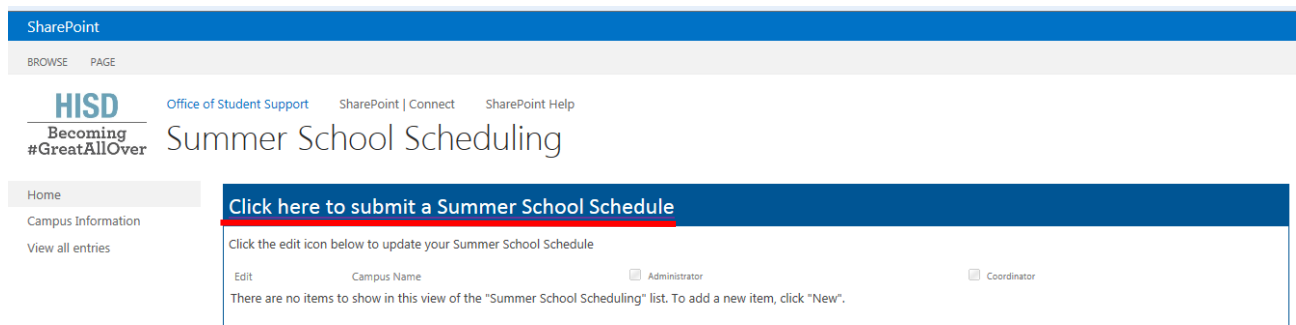 SharePoint
BROWSE PAGE
HISD
Becoming
#GreatAllOver
Office of Student Support SharePoint | Connect SharePoint Help
Summer School Scheduling
Home
Campus Information
View all entries
Click here to submit a Summer School Schedule
Click the edit icon below to update your Summer School Schedule
Edit Campus Name Administrator Coordinator
There are no items to show in this view of the "Summer School Scheduling" list. To add a new item, click "New".